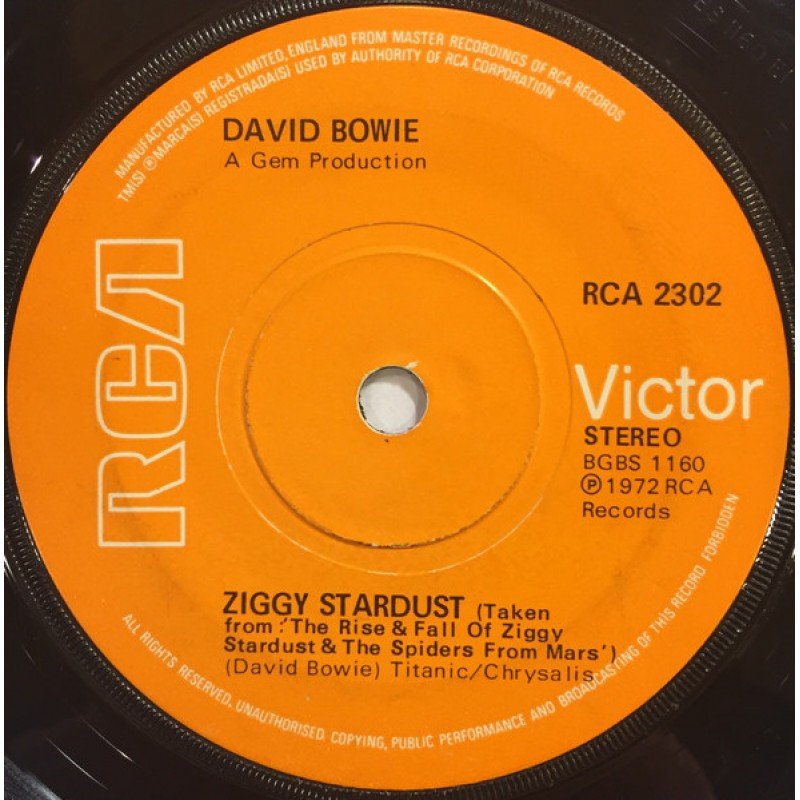 MANUFACTURED BY RCA LIMITED, ENGLAND FROM MASTER RECORDINGS OF RCA RECORDS
TM(S) ® MARCA(S) REGISTRADA(S) USED BY AUTHORITY OF RCA CORPORATION
DAVID BOWIE
A Gem Production
RCA
RCA 2302
Victor
STEREO
BGBS 1160
℗ 1972 RCA
Records
ZIGGY STARDUST (Taken
from :'The Rise & Fall Of Ziggy
Stardust & The Spiders From Mars')
(David Bowie) Titanic/Chrysalis
ALL RIGHTS RESERVED. UNAUTHORISED. COPYING, PUBLIC PERFORMANCE AND BROADCASTING OF THIS RECORD FORBIDDEN